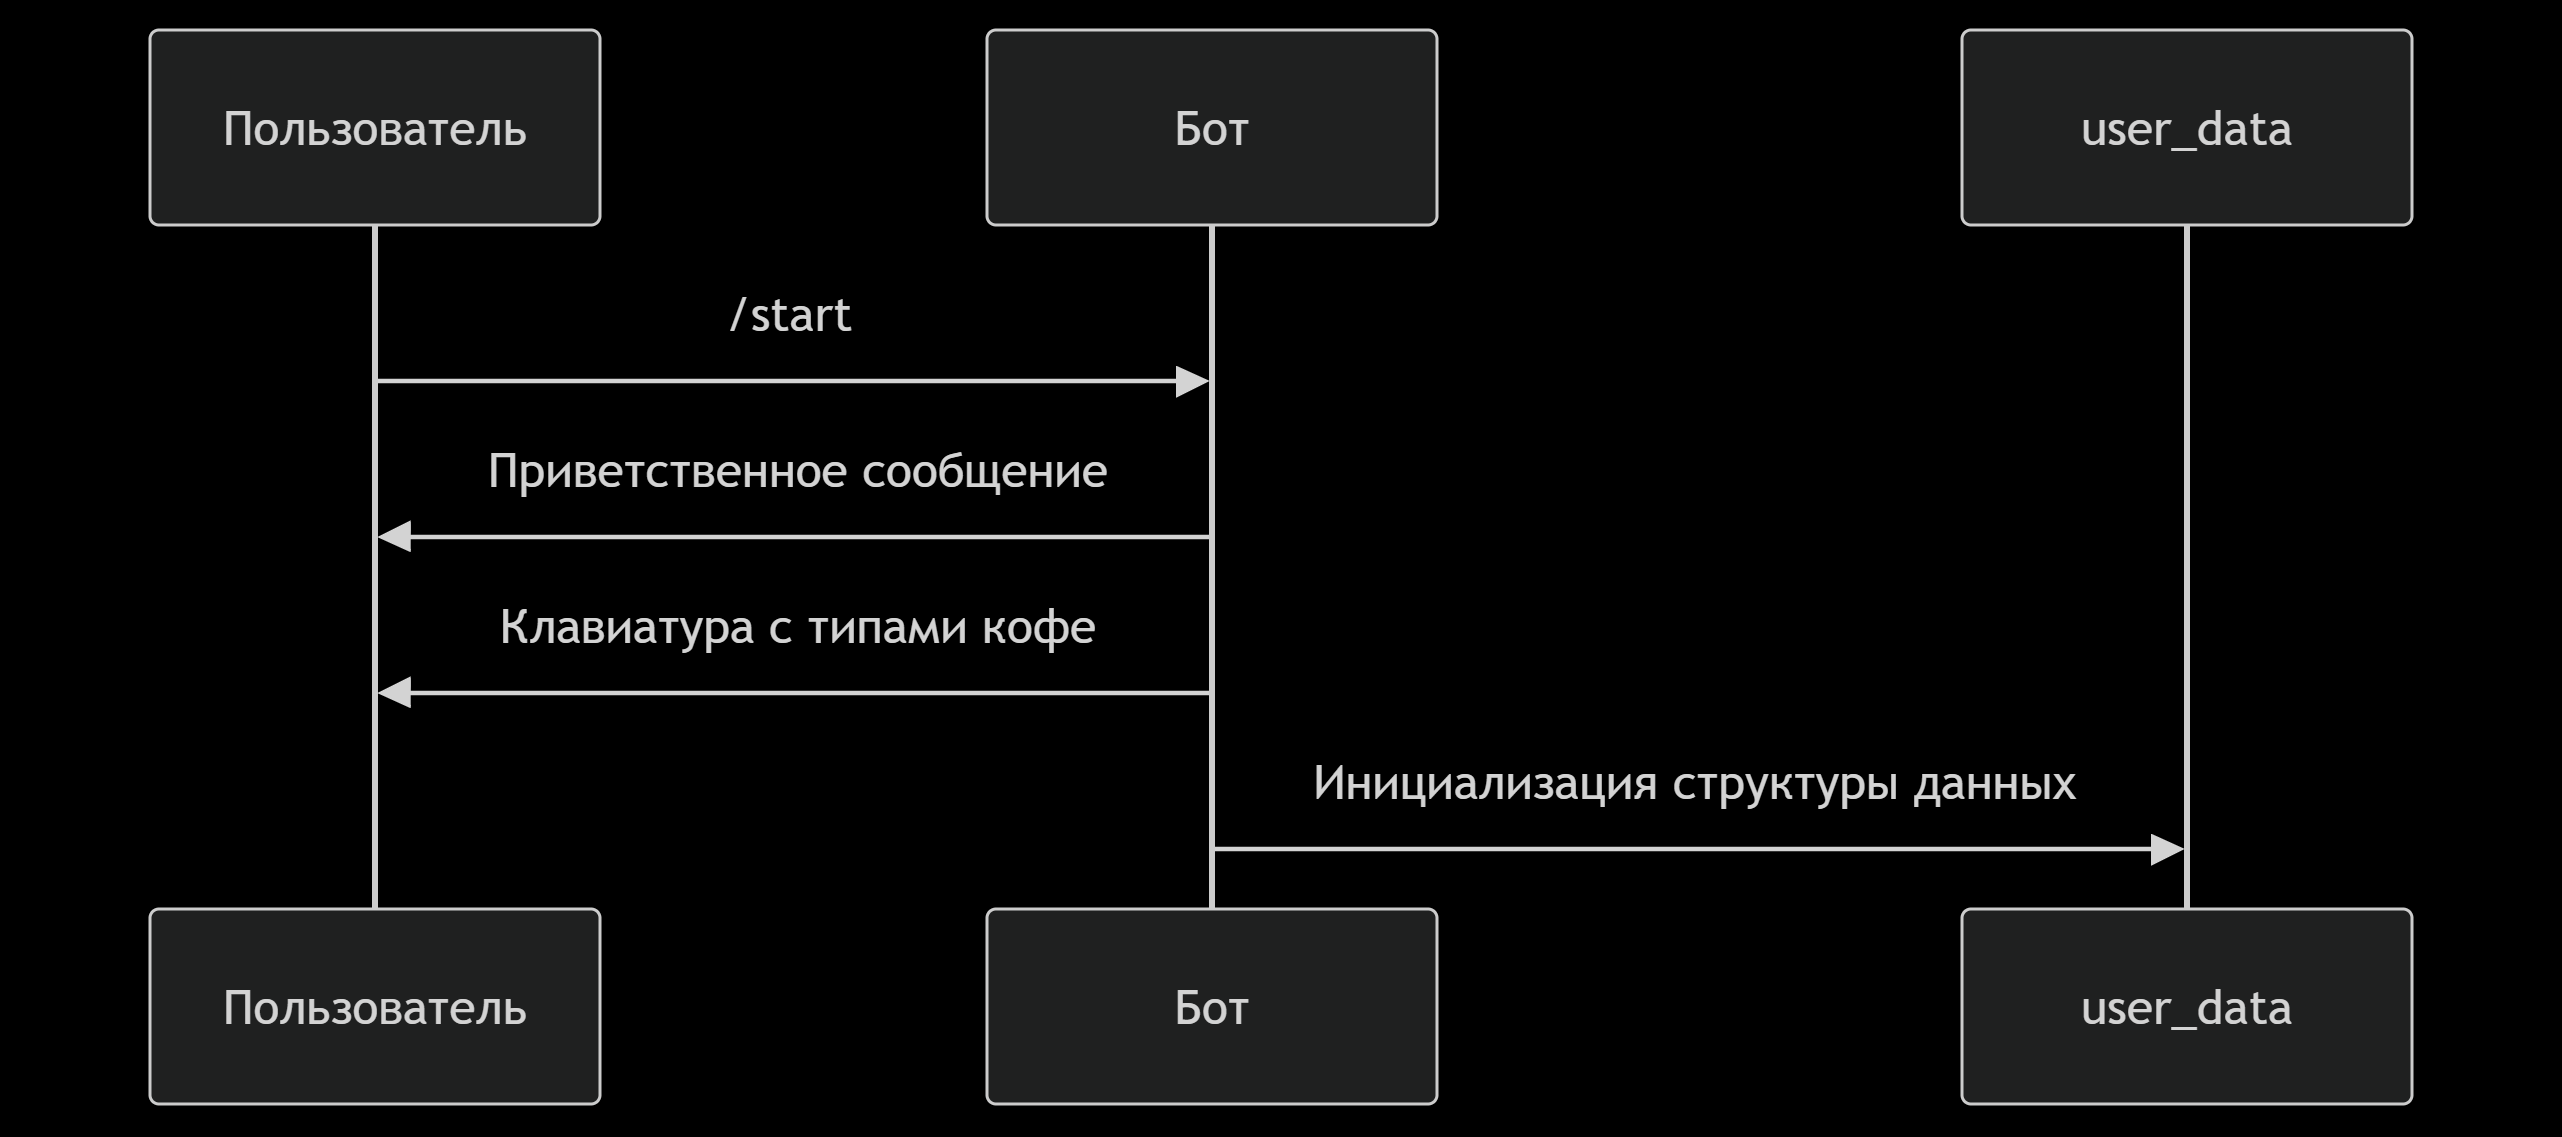 Пользователь
Бот
user_data
/start
Приветственное сообщение
Клавиатура с типами кофе
Инициализация структуры данных
Пользователь
Бот
user_data